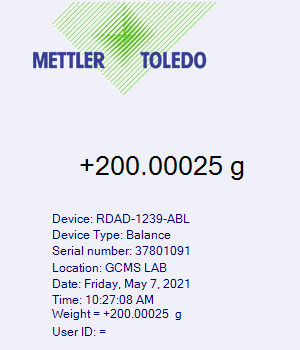 METTLER TOLEDO
+200.00025 g
Device: RDAD-1239-ABL
Device Type: Balance
Serial number: 37801091
Location: GCMS LAB
Date: Friday, May 7, 2021
Time: 10:27:08 AM
Weight = +200.00025 g
User ID: =